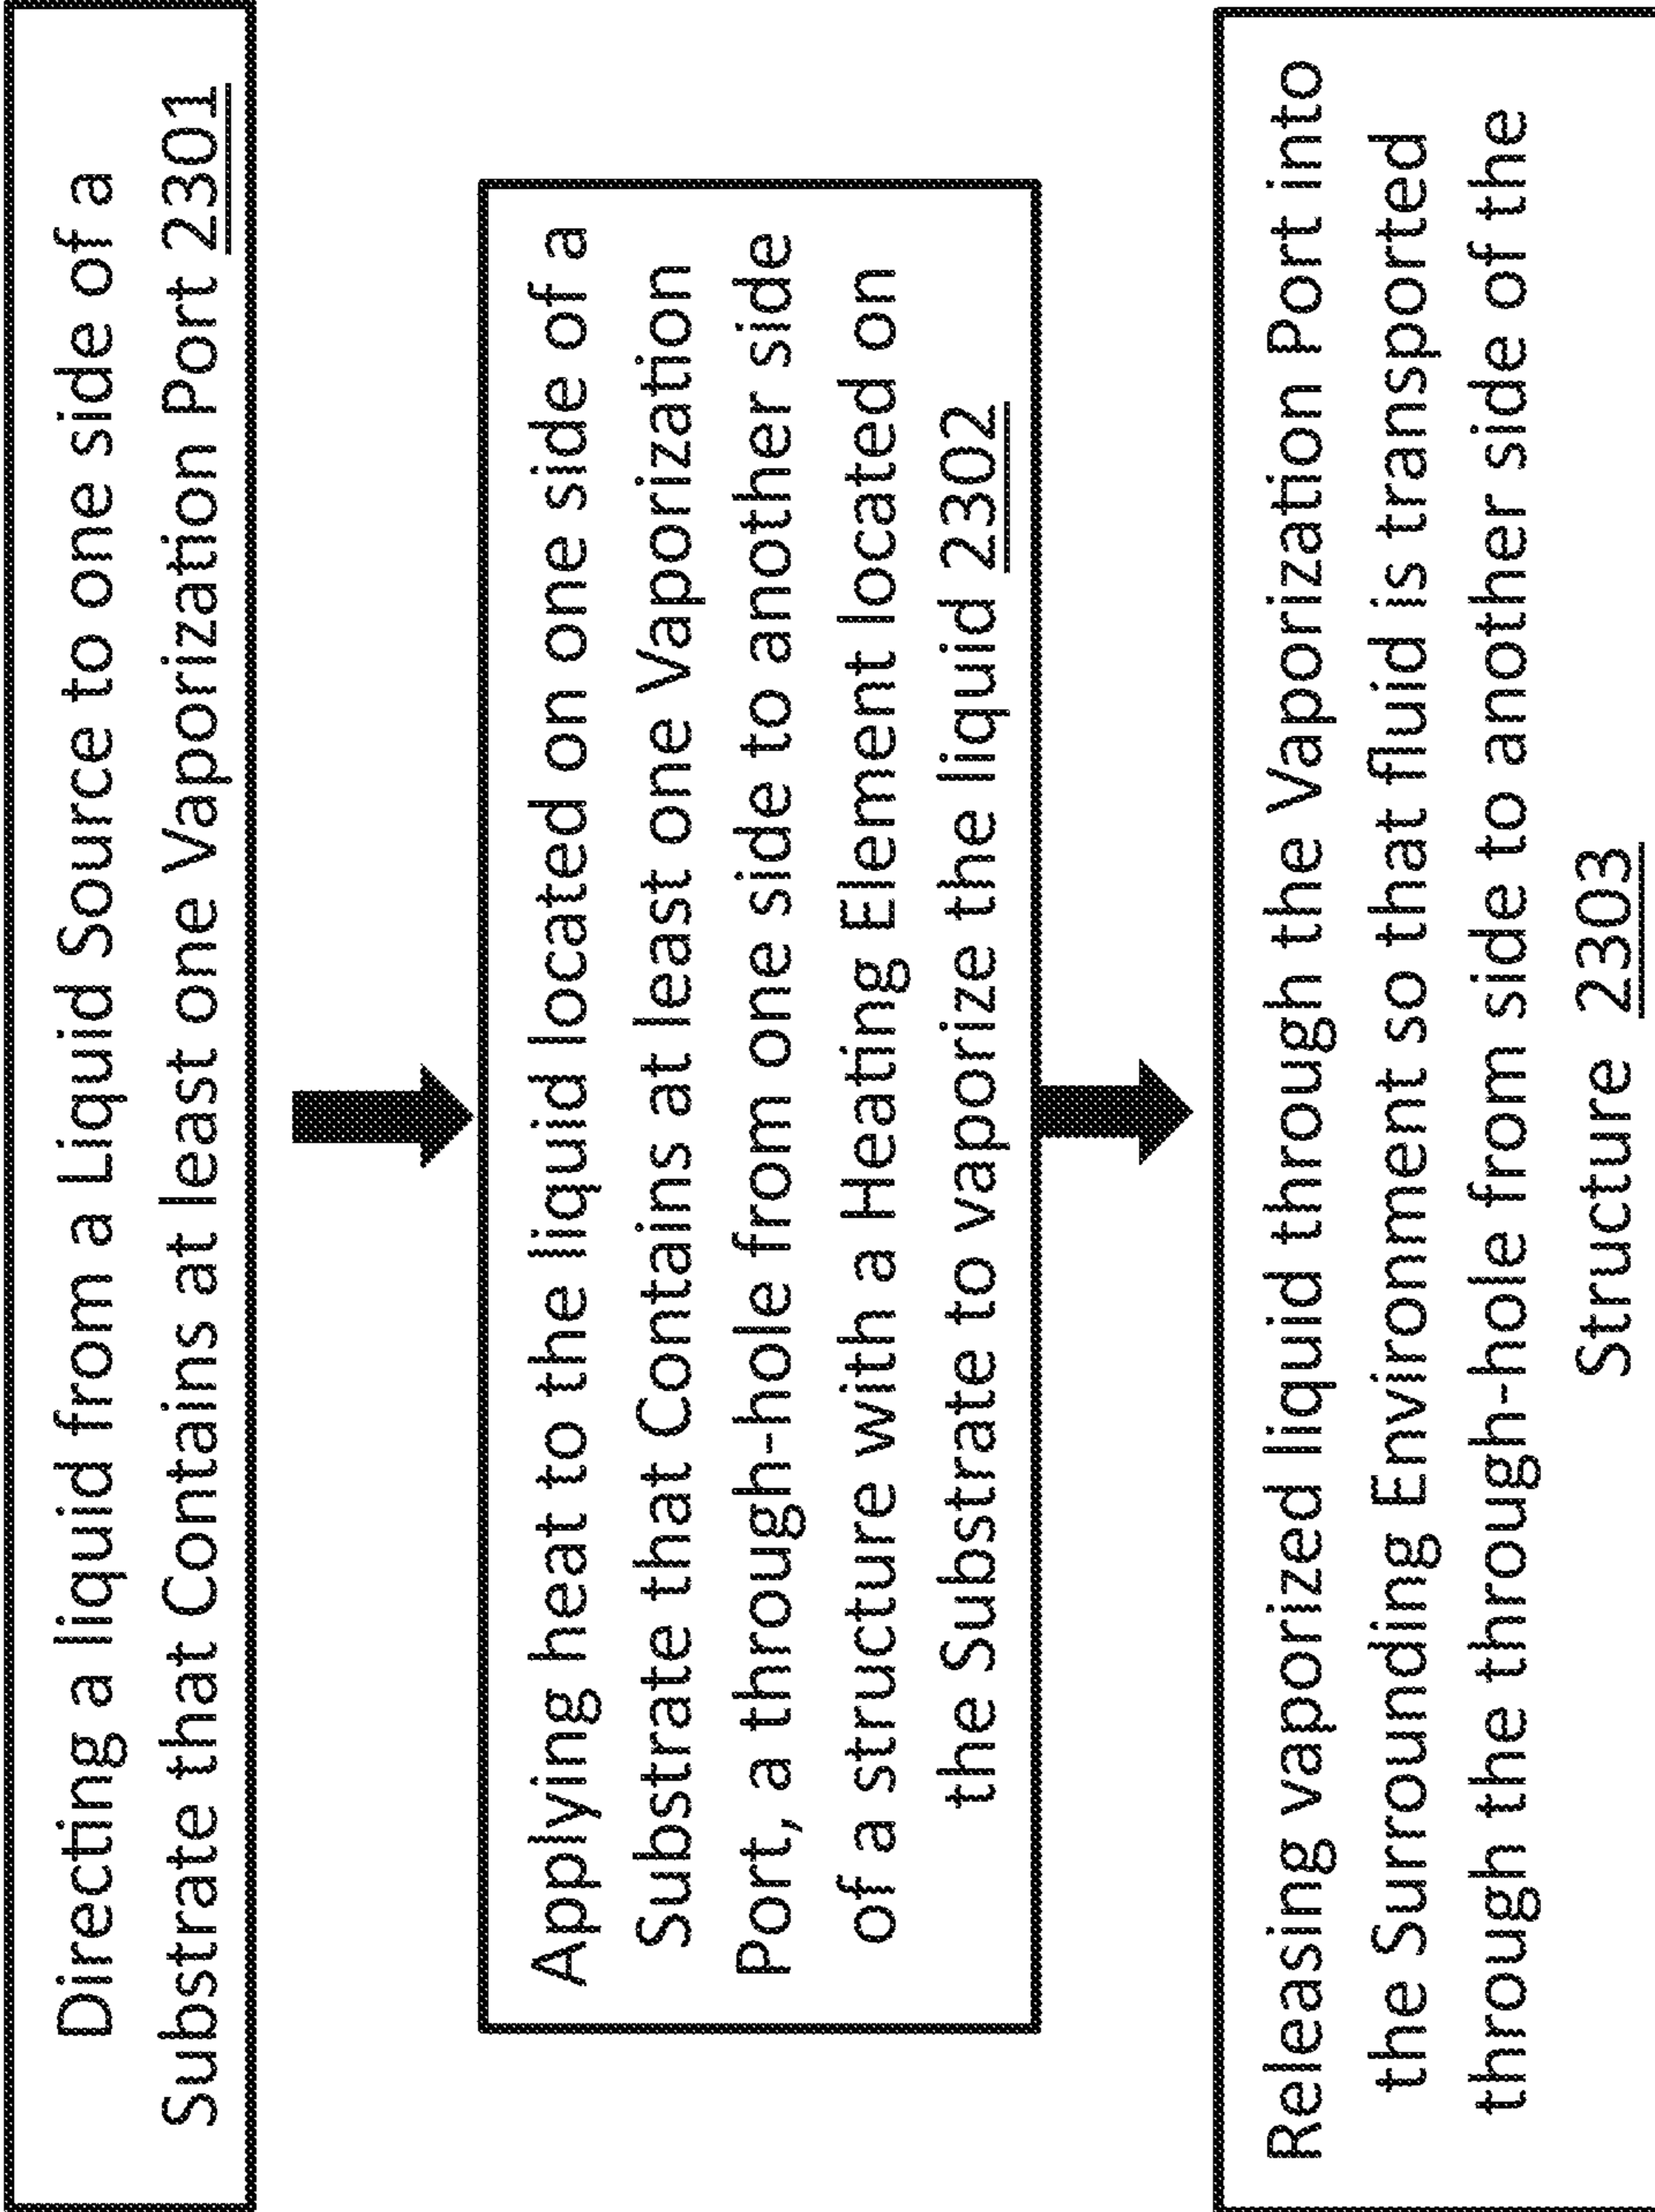 Directing a liquid from a Liquid Source to one side of a
Substrate that Contains at least one Vaporization Port 2301
Applying heat to the liquid located on one side of a
Substrate that Contains at least one Vaporization
Port, a through-hole from one side to another side
of a structure with a Heating Element located on
the Substrate to vaporize the liquid 2302
Releasing vaporized liquid through the Vaporization Port into
the Surrounding Environment so that fluid is transported
through the through-hole from side to another side of the
Structure 2303